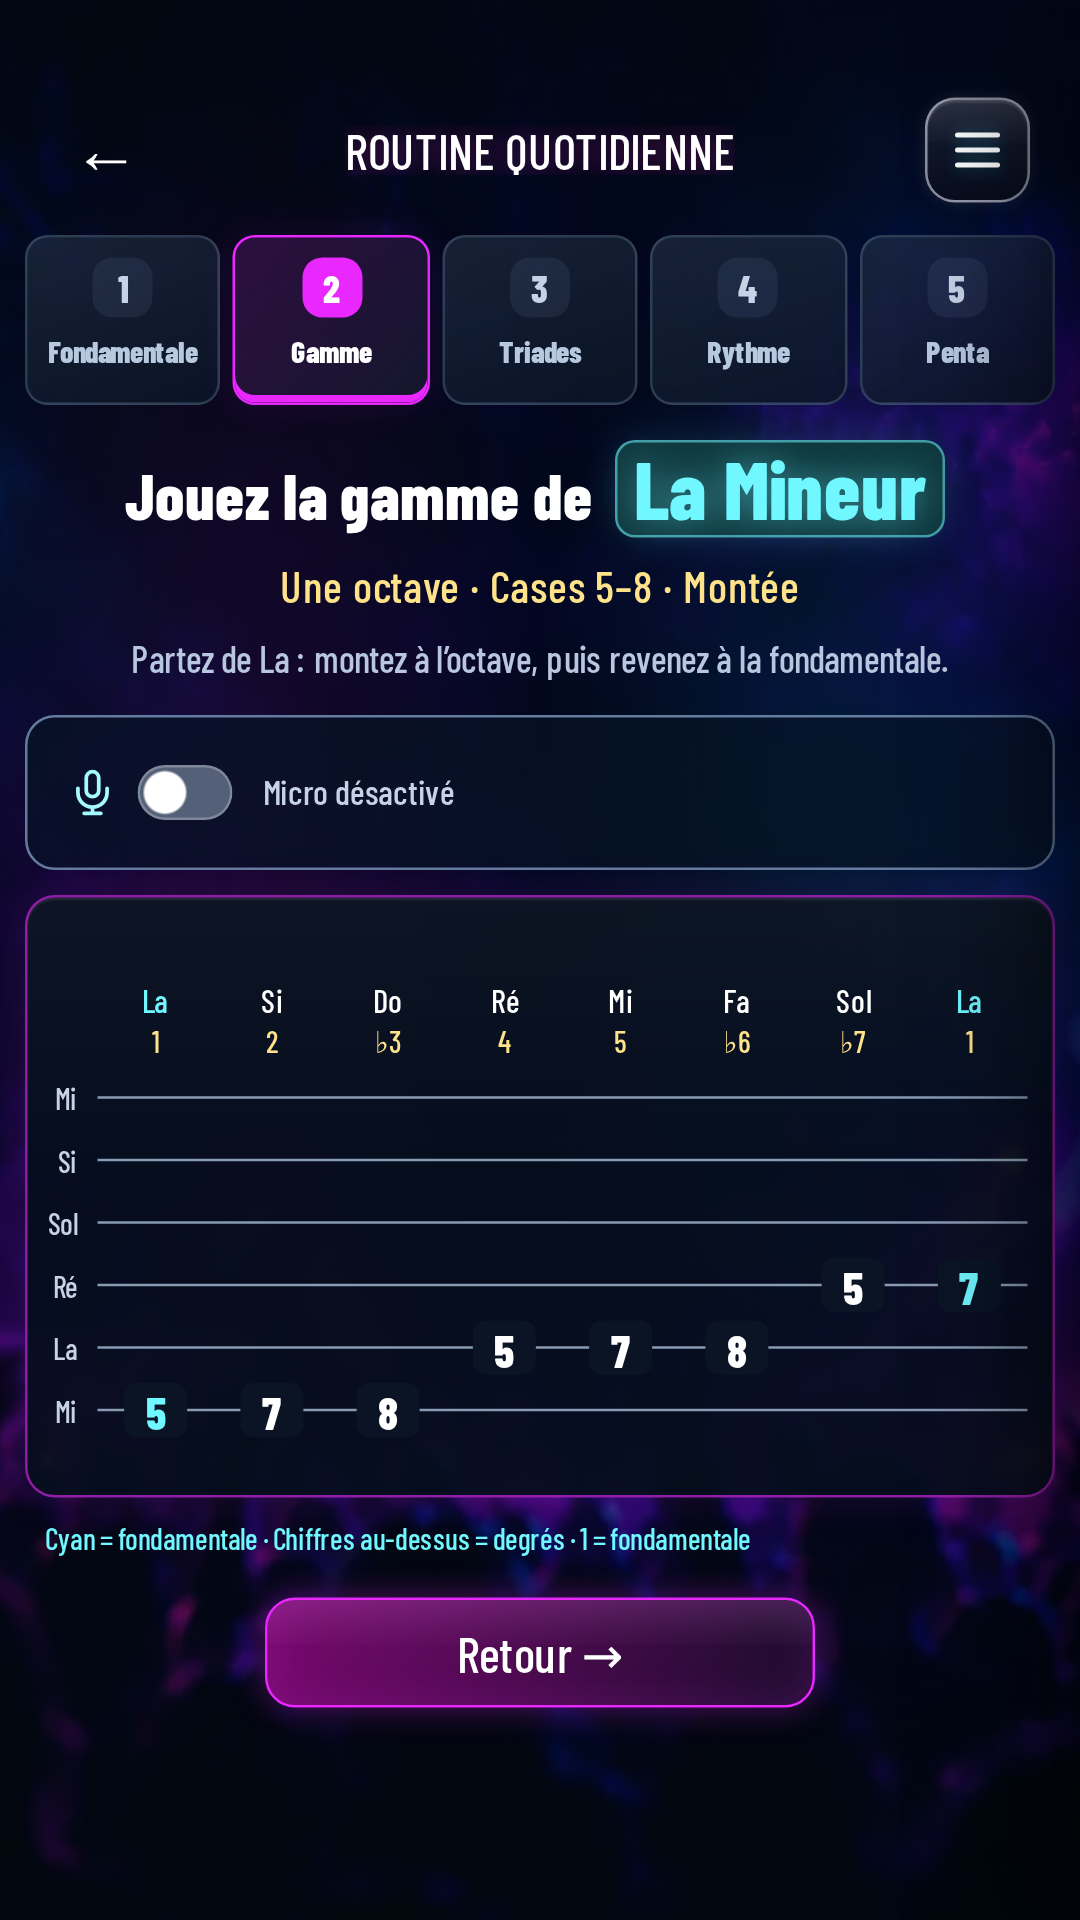 ← ROUTINE QUOTIDIENNE
1 2 3 4 5
Fondamentale Gamme Triades Rythme Penta
Jouez la gamme de La Mineur
Une octave · Cases 5–8 · Montée
Partez de La : montez à l’octave, puis revenez à la fondamentale.
Micro désactivé
La Si Do Ré Mi Fa Sol La
1 2 ♭3 4 5 ♭6 ♭7 1
Mi
Si
Sol
Ré 5 7
La 5 7 8
Mi 5 7 8
Cyan = fondamentale · Chiffres au-dessus = degrés · 1 = fondamentale
Retour →